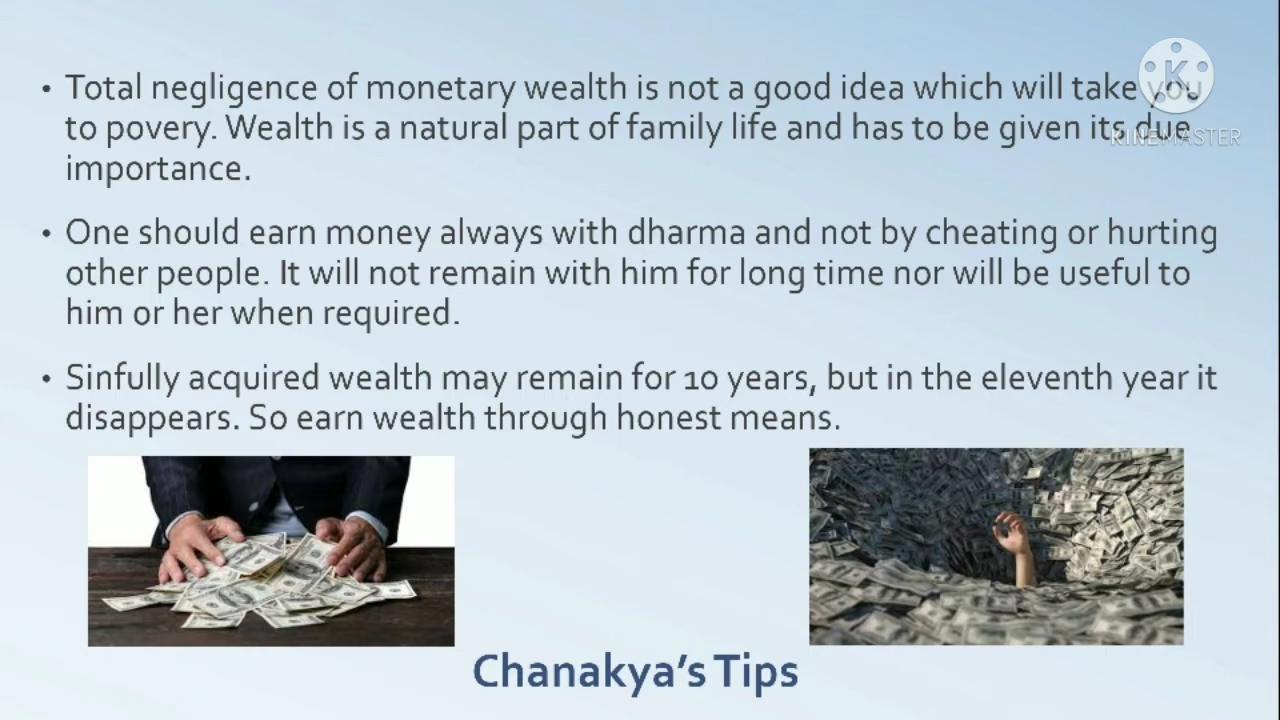 • Total negligence of monetary wealth is not a good idea which will take you
to povery. Wealth is a natural part of family life and has to be given its due
importance.
• One should earn money always with dharma and not by cheating or hurting
other people. It will not remain with him for long time nor will be useful to
him or her when required.
• Sinfully acquired wealth may remain for 10 years, but in the eleventh year it
disappears. So earn wealth through honest means.
Chanakya's Tips
K
KINEMASTER